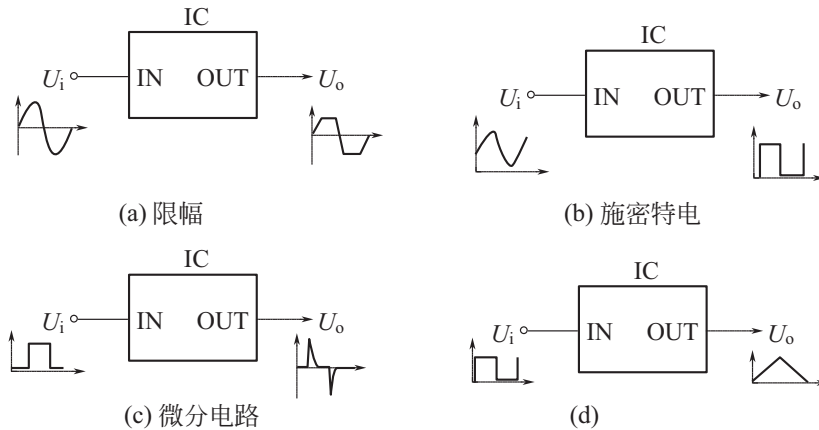 IC
IC
Ui
IN OUT
Uo
Ui
IN OUT
Uo
(a) 限幅
(b) 施密特电
IC
IC
Ui
IN OUT
Uo
Ui
IN OUT
Uo
(c) 微分电路
(d)